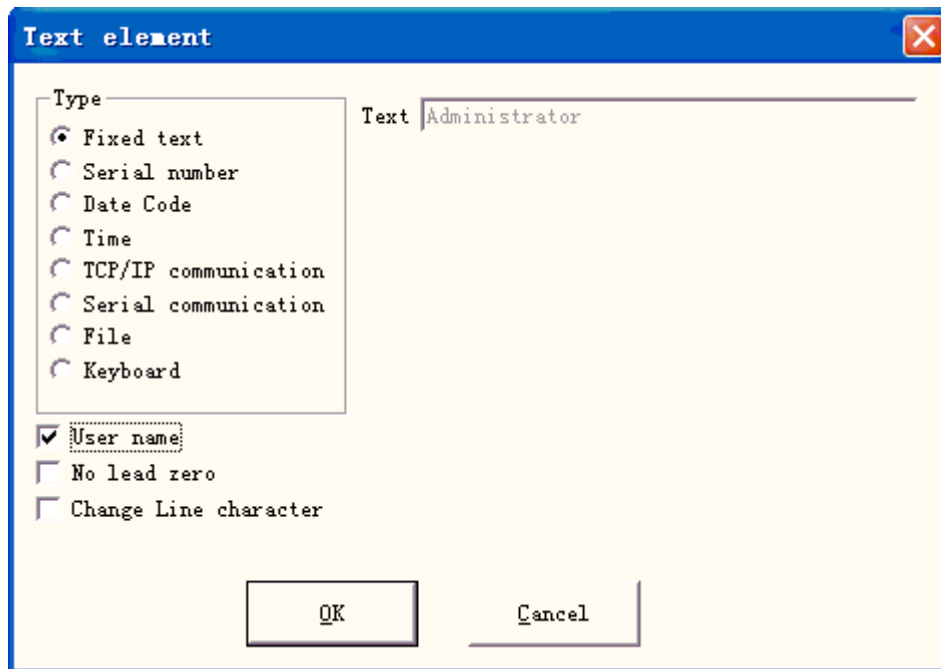 Text element
Type
Fixed text
Serial number
Date Code
Time
TCP/IP communication
Serial communication
File
Keyboard
Text Administrator
User name
No lead zero
Change Line character
OK Cancel